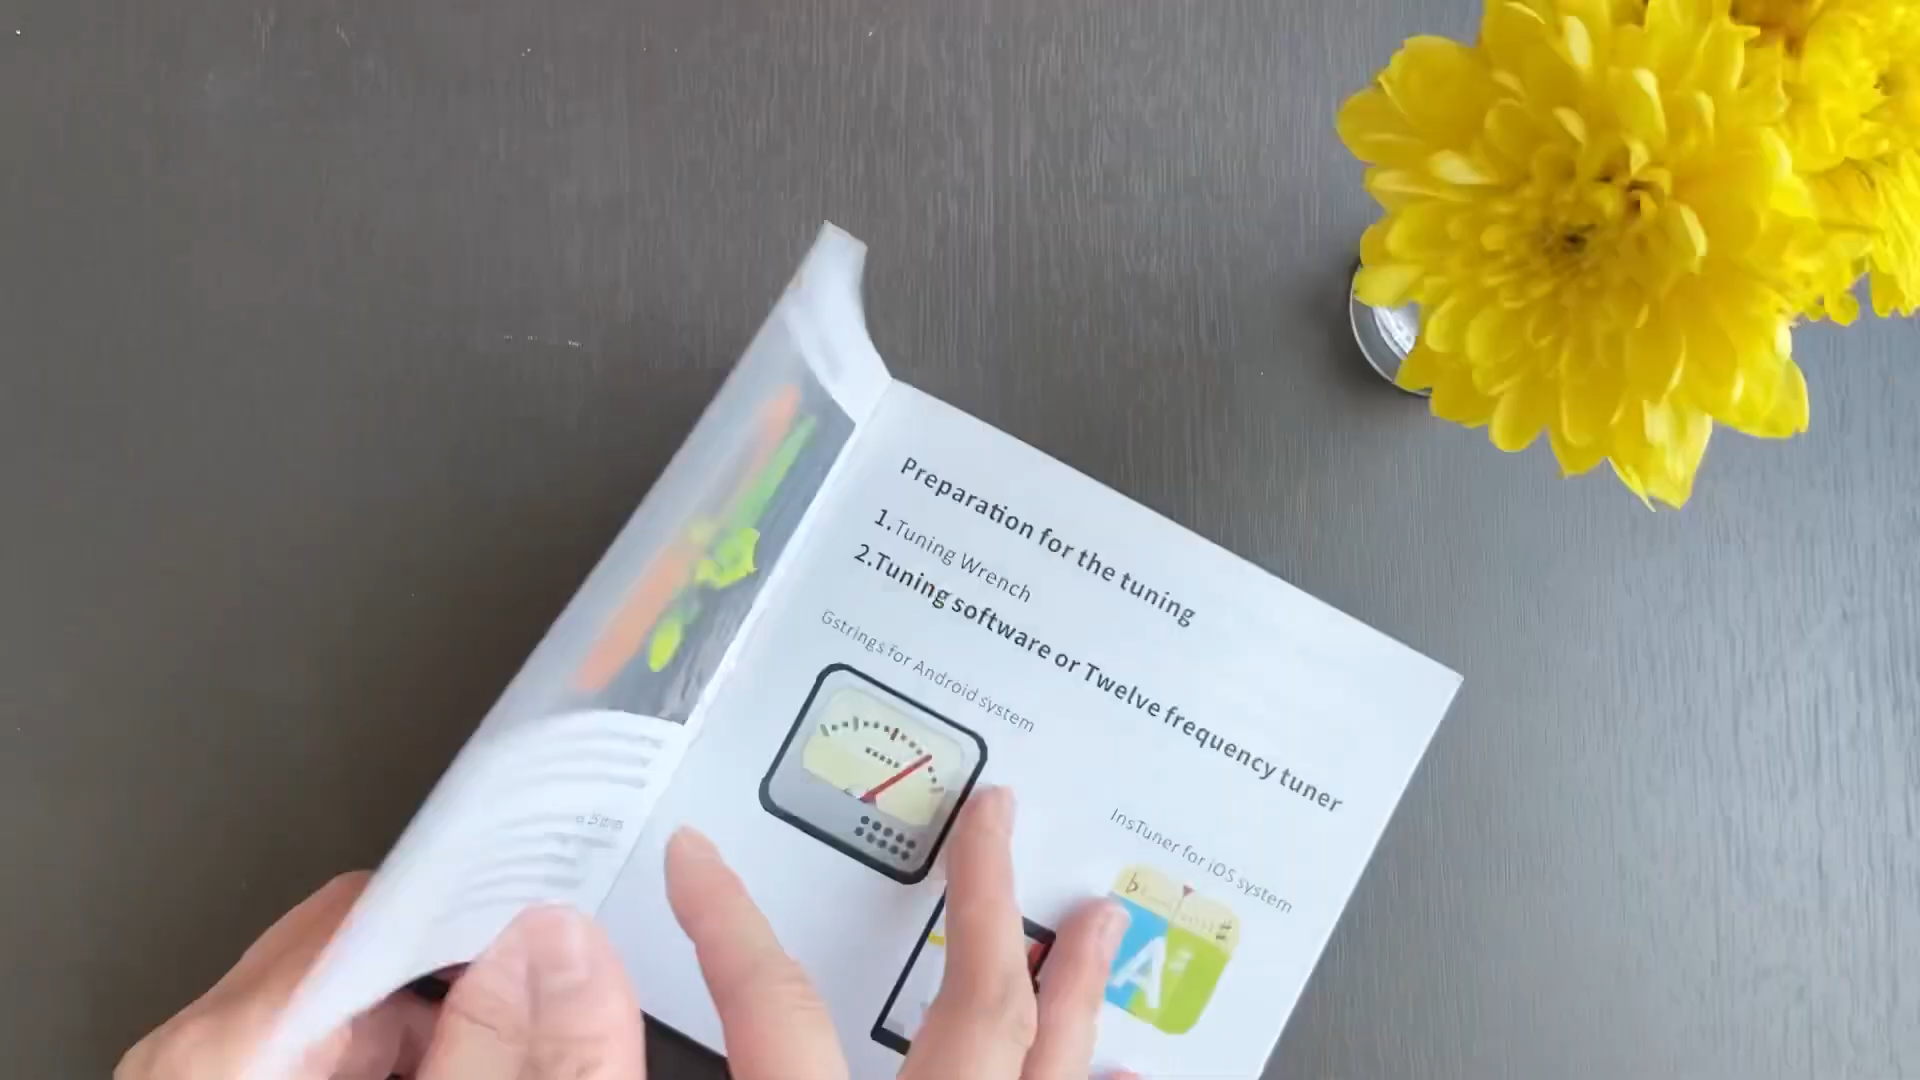 Preparation for the tuning
1.Tuning Wrench
2.Tuning software or Twelve frequency tuner
Gstrings for Android system
InsTuner for iOS system
A